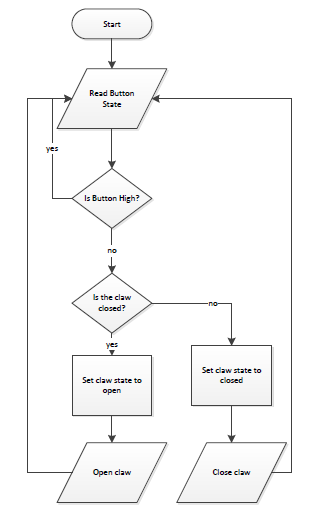 Start
Read Button
State
yes
Is Button High?
no
Is the claw
closed?
no
yes
Set claw state to
open
Set claw state to
closed
Open claw
Close claw